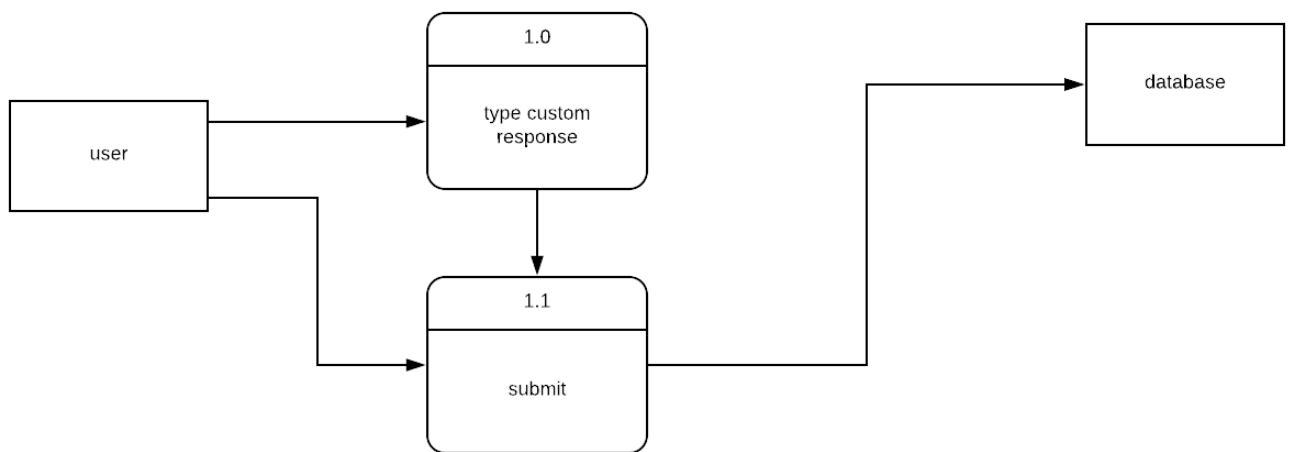 user
1.0
type custom
response
1.1
submit
database